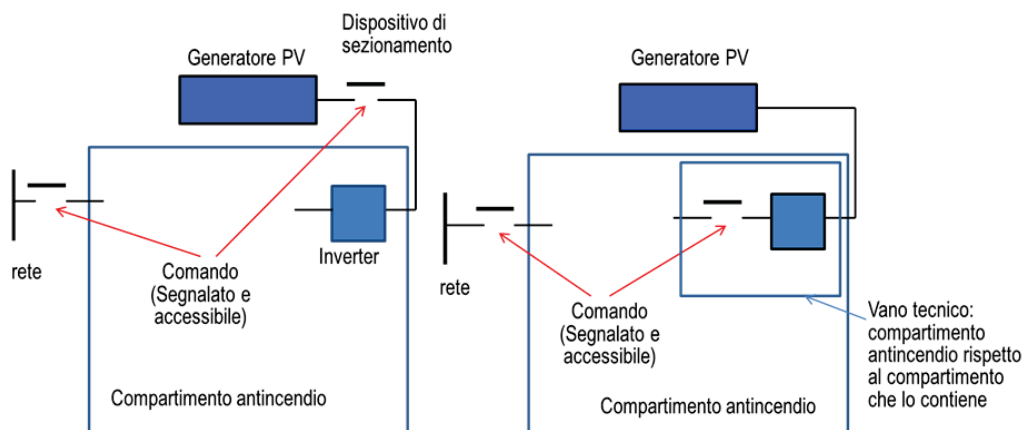 Dispositivo di
sezionamento
Generatore PV
rete
Inverter
Comando
(Segnalato e
accessibile)
Compartimento antincendio
Generatore PV
rete
Comando
(Segnalato e
accessibile)
Vano tecnico:
compartimento
antincendio rispetto
al compartimento
che lo contiene
Compartimento antincendio